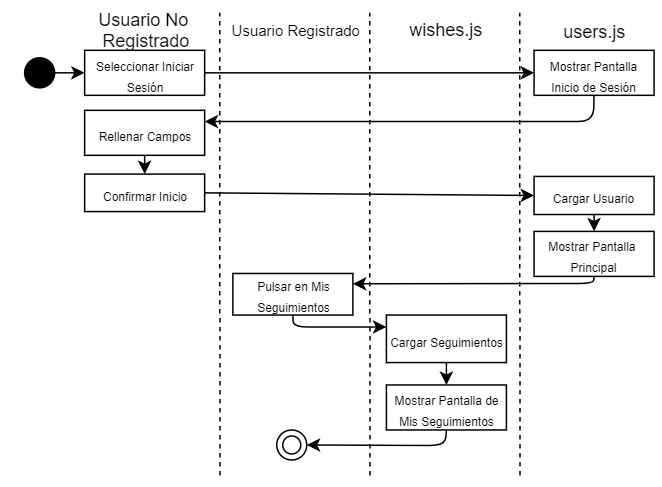 Usuario No
Registrado
Usuario Registrado
wishes.js
users.js
Seleccionar Iniciar
Sesión
Mostrar Pantalla
Inicio de Sesión
Rellenar Campos
Confirmar Inicio
Cargar Usuario
Mostrar Pantalla
Principal
Pulsar en Mis
Seguimientos
Cargar Seguimientos
Mostrar Pantalla de
Mis Seguimientos